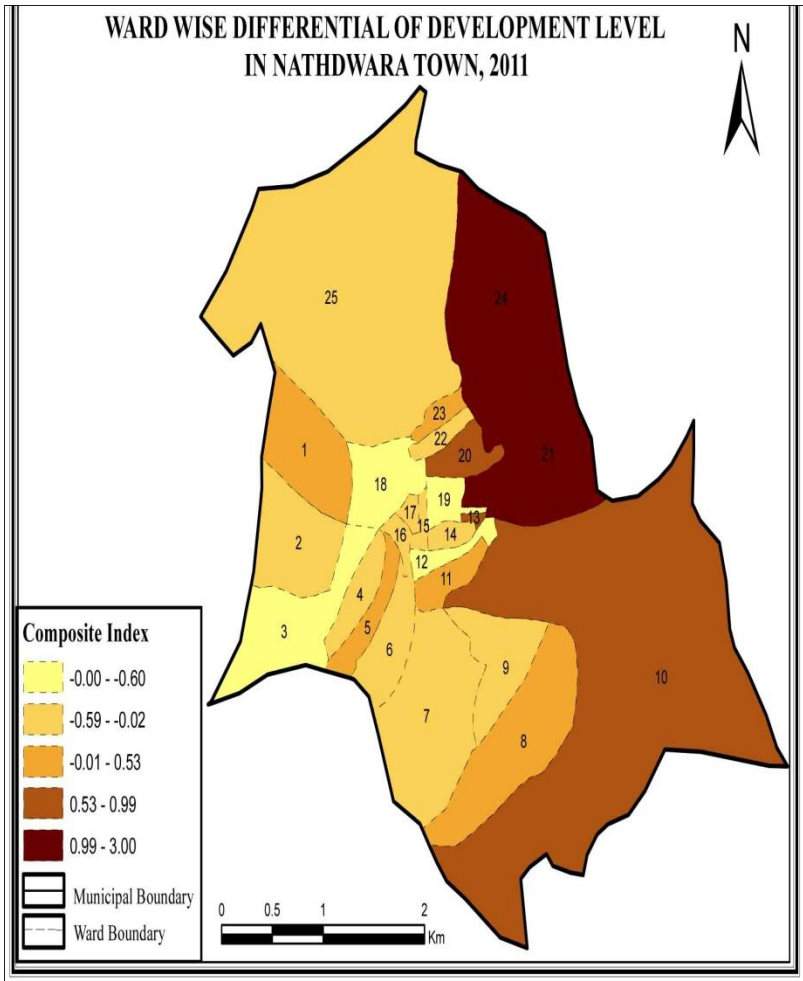 WARD WISE DIFFERENTIAL OF DEVELOPMENT LEVEL
IN NATHDWARA TOWN, 2011
N
25
24
23
22
1
20
21
18
19
17
13
15
2
16
14
12
11
4
5
3
6
9
10
7
8
Composite Index
-0.00 - -0.60
-0.59 - -0.02
-0.01 - 0.53
0.53 - 0.99
0.99 - 3.00
Municipal Boundary
Ward Boundary
0 0.5 1 2
Km